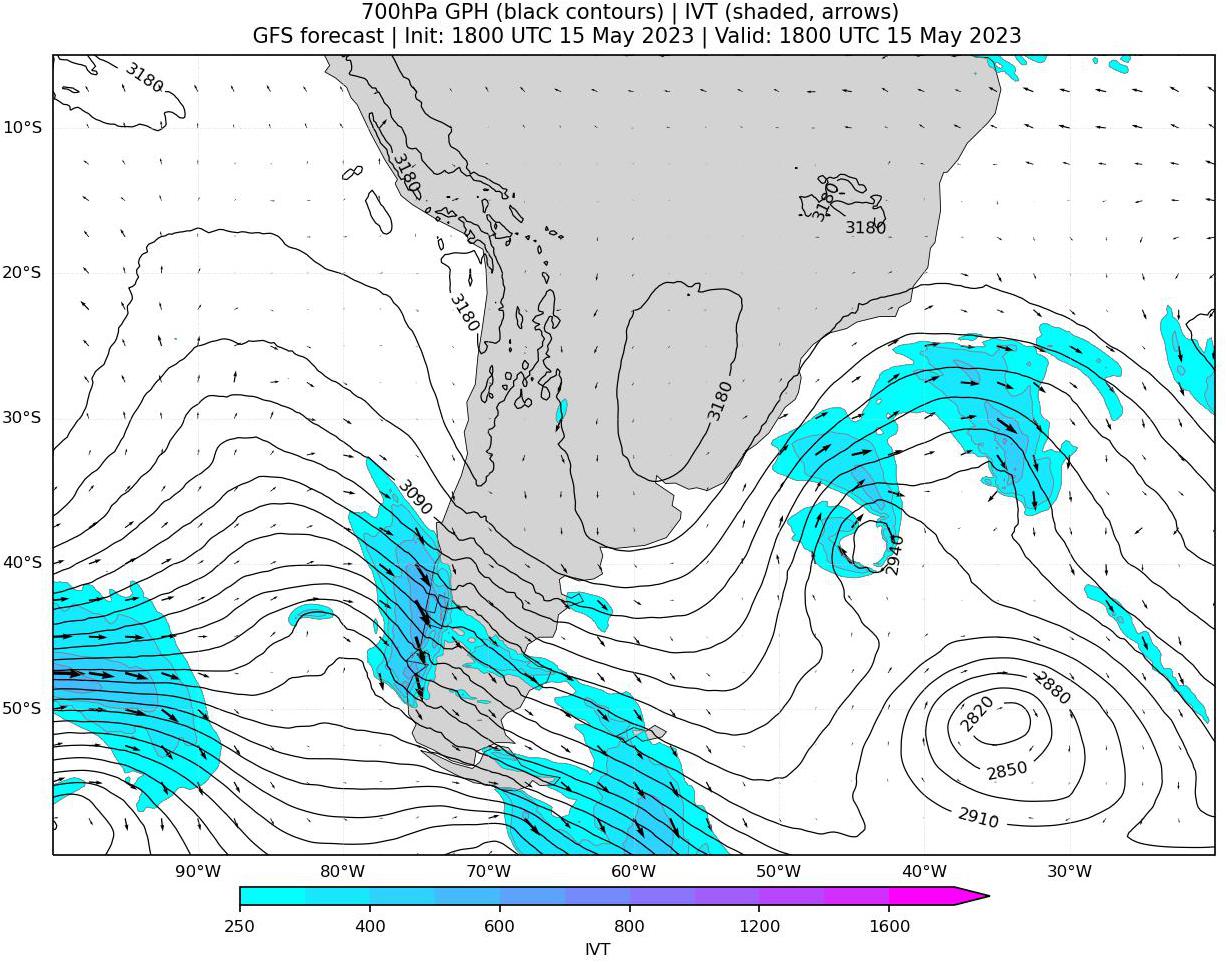 700hPa GPH (black contours) | IVT (shaded, arrows)
GFS forecast | Init: 1800 UTC 15 May 2023 | Valid: 1800 UTC 15 May 2023
3180
10°S
3180
3180
3180
20°S
3180
3180
30°S
3090
2940
40°S
2880
2820
50°S
2850
2910
90°W 80°W 70°W 60°W 50°W 40°W 30°W
250 400 600 800 1200 1600
IVT